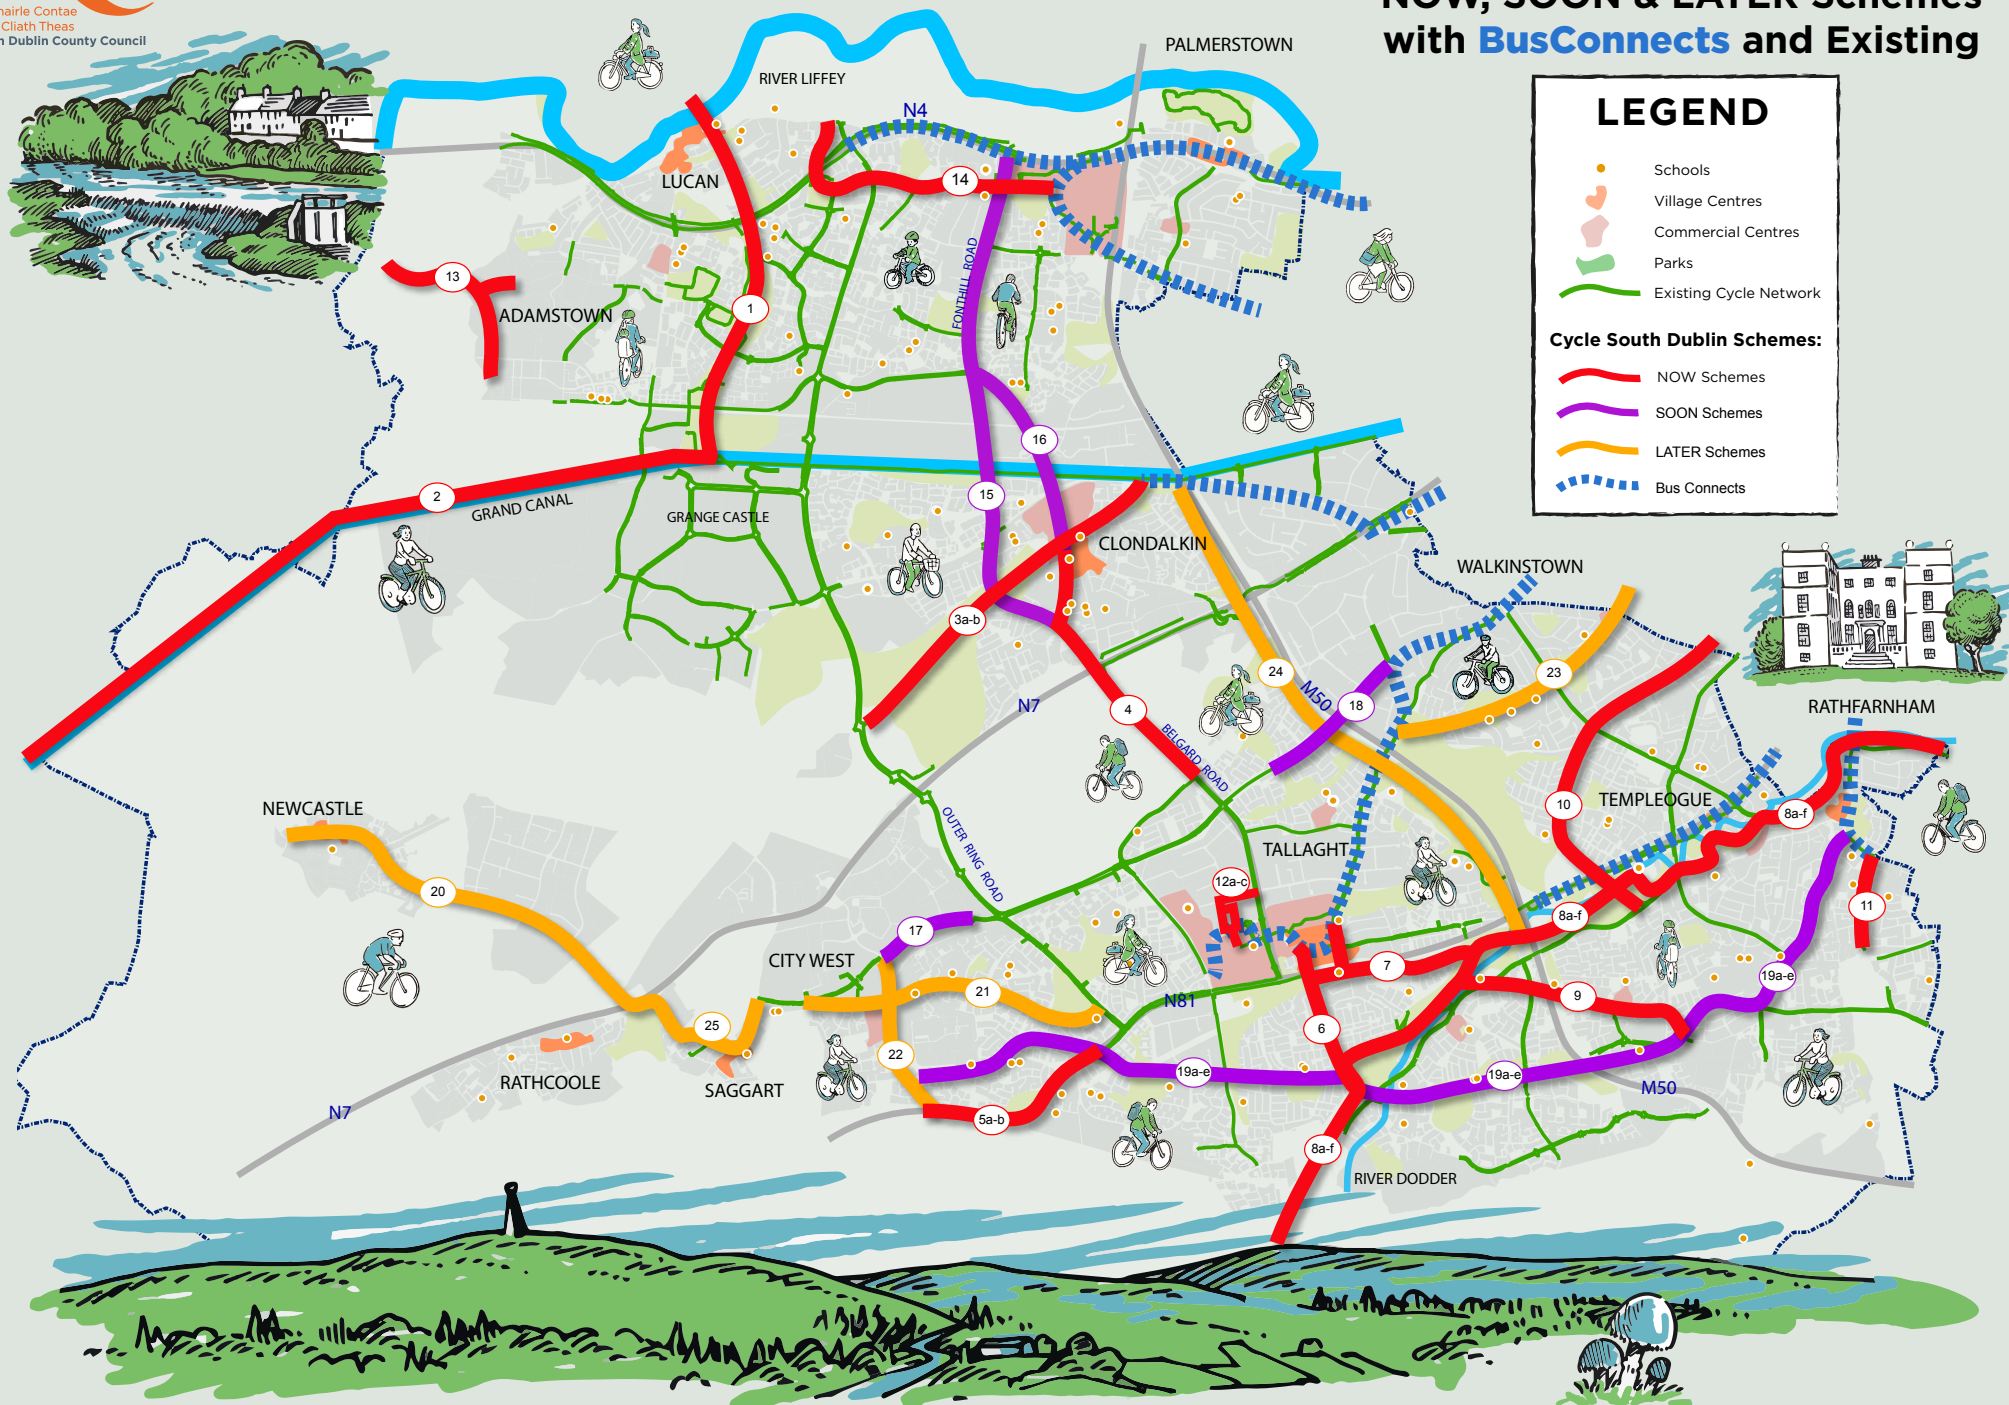 Cliath Theas
Dublin County Council
NOW, SOON & LATER Schemes
with BusConnects and Existing
LEGEND
Schools
Village Centres
Commercial Centres
Parks
Existing Cycle Network
Cycle South Dublin Schemes:
NOW Schemes
SOON Schemes
LATER Schemes
Bus Connects
PALMERSTOWN
RIVER LIFFEY
N4
LUCAN
14
13
ADAMSTOWN
1
FONTHILL ROAD
16
15
2
GRAND CANAL
GRANGE CASTLE
CLONDALKIN
WALKINSTOWN
3a-b
24
M50
18
23
N7
4
BELGARD ROAD
RATHFARNHAM
NEWCASTLE
OUTER RING ROAD
10
TEMPLEOGUE
8a-f
TALLAGHT
12a-c
20
11
8a-f
17
CITY WEST
7
19a-e
21
N81
9
25
6
22
RATHCOOLE
SAGGART
19a-e
19a-e
M50
N7
5a-b
8a-f
RIVER DODDER